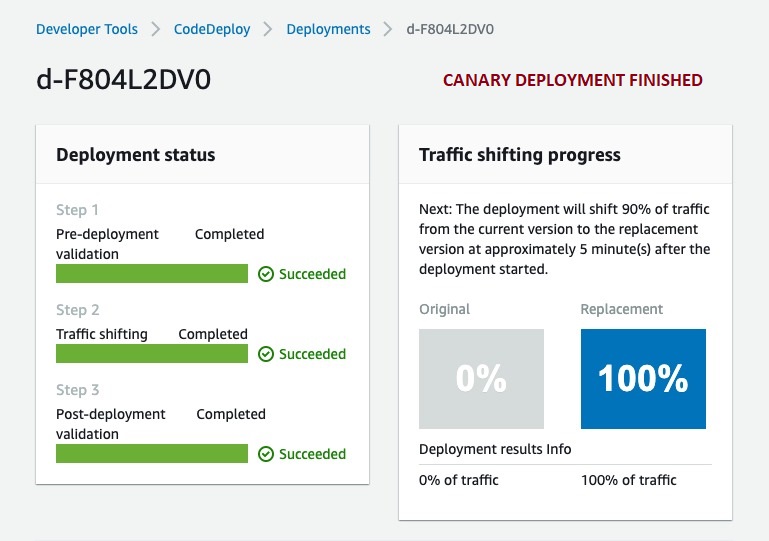 Developer Tools > CodeDeploy > Deployments > d-F804L2DV0
d-F804L2DV0
CANARY DEPLOYMENT FINISHED
Deployment status
Step 1
Pre-deployment validation
Completed
Succeeded
Step 2
Traffic shifting
Completed
Succeeded
Step 3
Post-deployment validation
Completed
Succeeded
Traffic shifting progress
Next: The deployment will shift 90% of traffic
from the current version to the replacement
version at approximately 5 minute(s) after the
deployment started.
Original
Replacement
0%
100%
Deployment results Info
0% of traffic
100% of traffic